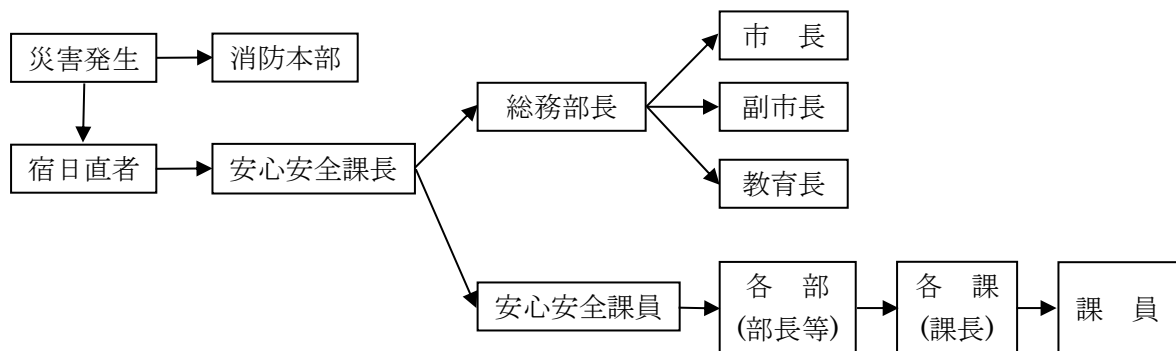 災害発生
消防本部
宿日直者
安心安全課長
総務部長
市　長
副市長
教育長
安心安全課員
各　部
(部長等)
各　課
(課長)
課　員